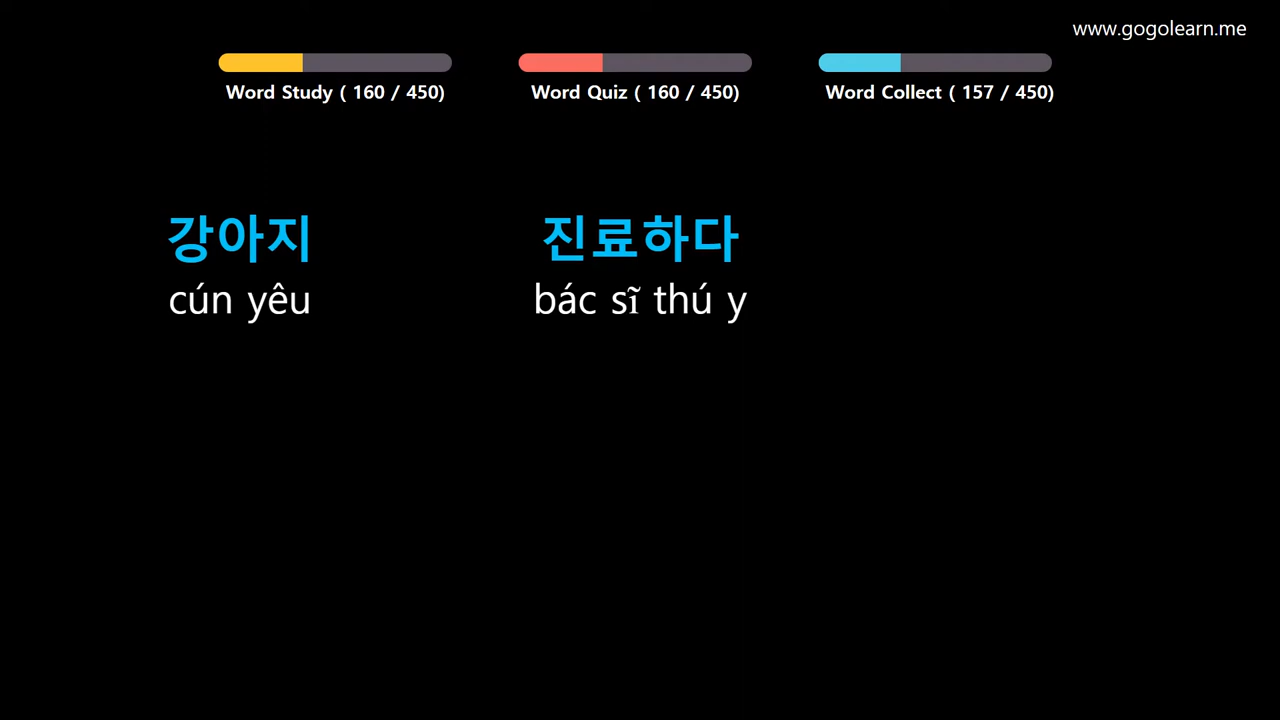 www.gogolearn.me
Word Study ( 160 / 450)
Word Quiz ( 160 / 450)
Word Collect ( 157 / 450)
강아지
cún yêu
진료하다
bác sĩ thú y